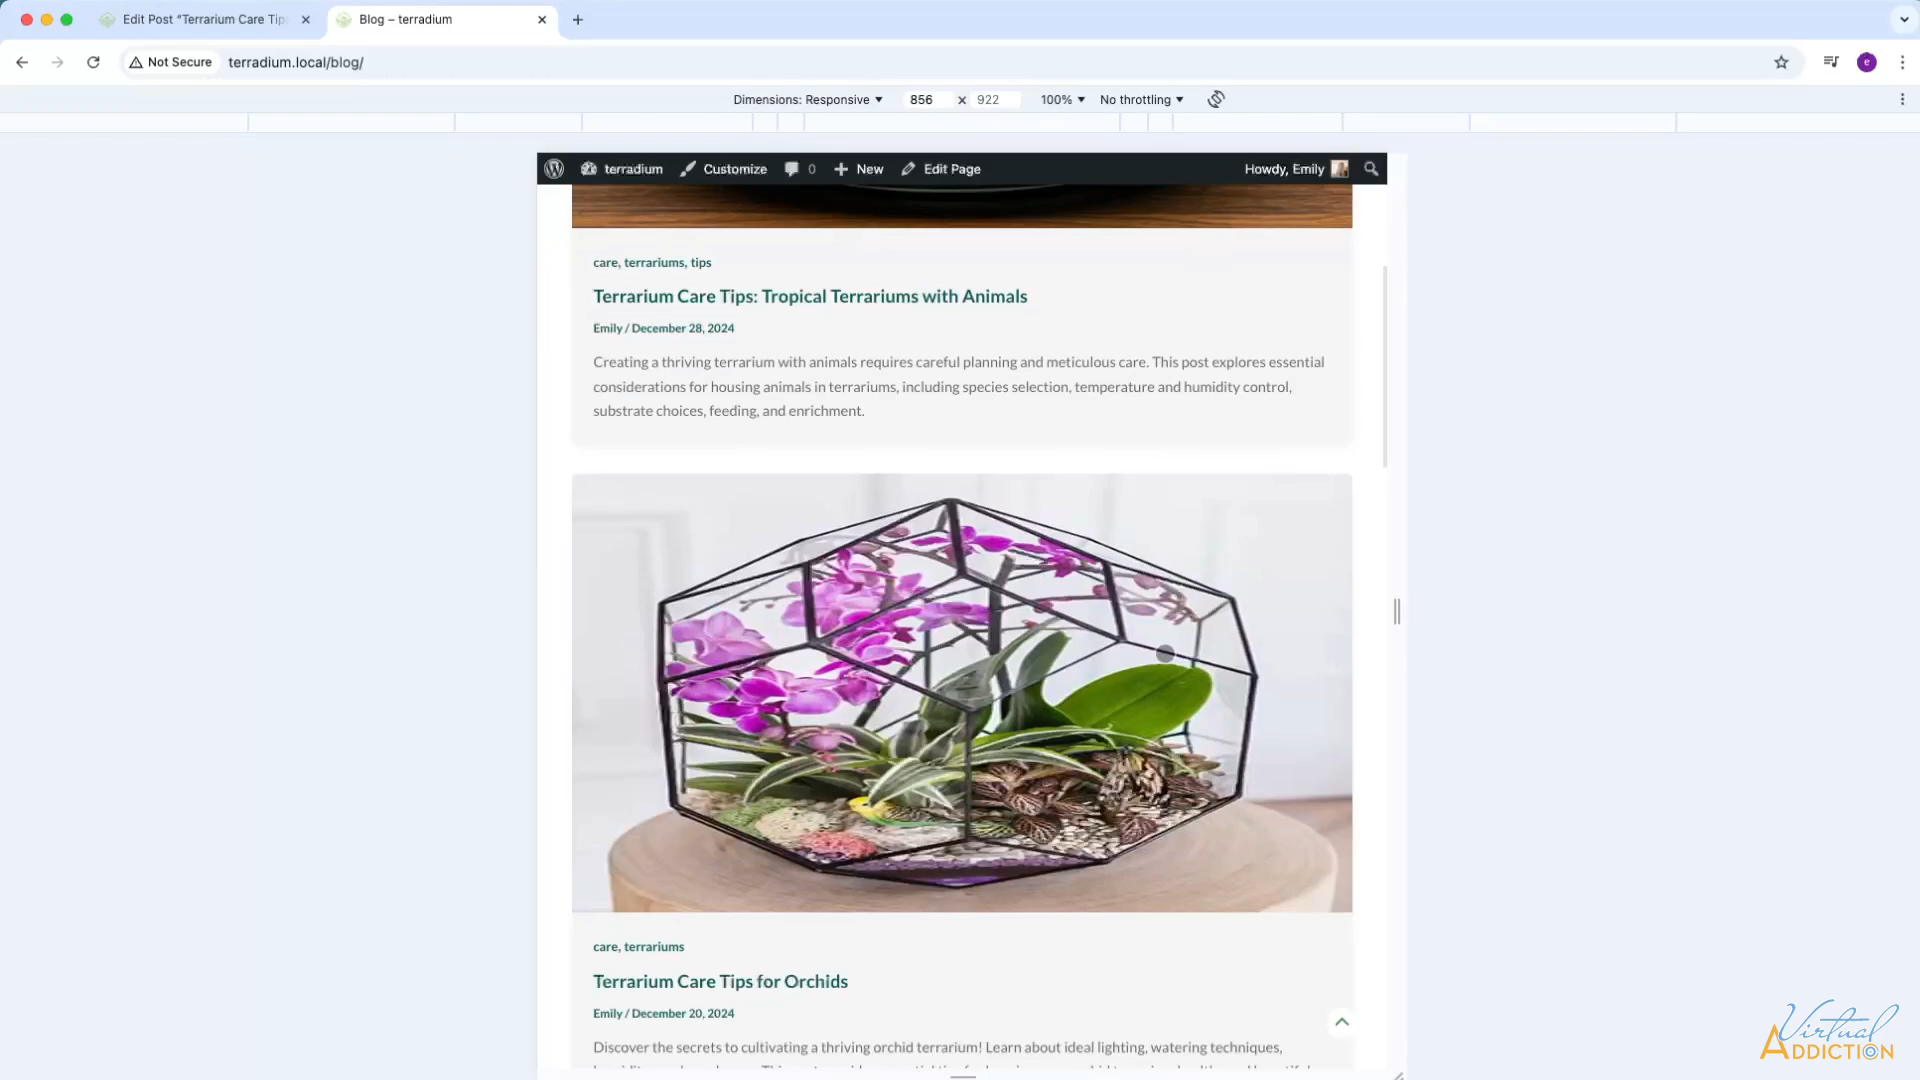 Edit Post “Terrarium Care Tip
Blog – terradium
Not Secure
terradium.local/blog/
e
Dimensions: Responsive
856
922
100%
No throttling
terradium
Customize
0
New
Edit Page
Howdy, Emily
care, terrariums, tips
Terrarium Care Tips: Tropical Terrariums with Animals
Emily / December 28, 2024
Creating a thriving terrarium with animals requires careful planning and meticulous care. This post explores essential
considerations for housing animals in terrariums, including species selection, temperature and humidity control,
substrate choices, feeding, and enrichment.
care, terrariums
Terrarium Care Tips for Orchids
Emily / December 20, 2024
Discover the secrets to cultivating a thriving orchid terrarium! Learn about ideal lighting, watering techniques,
Virtual
ADDICTION